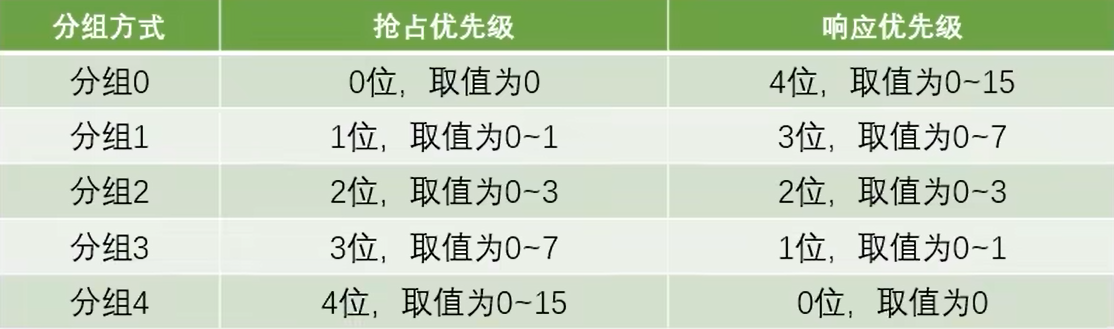 分组方式 抢占优先级 响应优先级
分组0 0位，取值为0 4位，取值为0~15
分组1 1位，取值为0~1 3位，取值为0~7
分组2 2位，取值为0~3 2位，取值为0~3
分组3 3位，取值为0~7 1位，取值为0~1
分组4 4位，取值为0~15 0位，取值为0